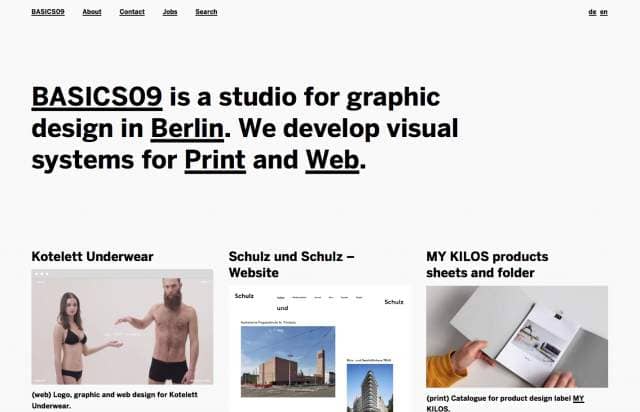 BASICS09 About Contact Jobs Search de en
BASICS09 is a studio for graphic
design in Berlin. We develop visual
systems for Print and Web.
Kotelett Underwear
(web) Logo, graphic and web design for Kotelett
Underwear.
Schulz und Schulz –
Website
Schulz
und
Schulz
MY KILOS products
sheets and folder
(print) Catalogue for product design label MY
KILOS.